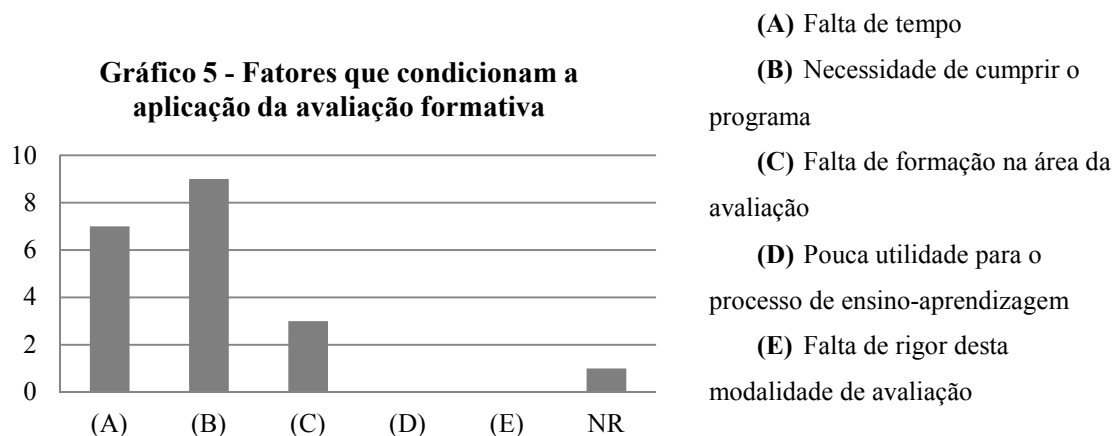 Gráfico 5 - Fatores que condicionam a
aplicação da avaliação formativa
10
8
6
4
2
0
(A)
(B)
(C)
(D)
(E)
NR
(A) Falta de tempo
(B) Necessidade de cumprir o
programa
(C) Falta de formação na área da
avaliação
(D) Pouca utilidade para o
processo de ensino-aprendizagem
(E) Falta de rigor desta
modalidade de avaliação